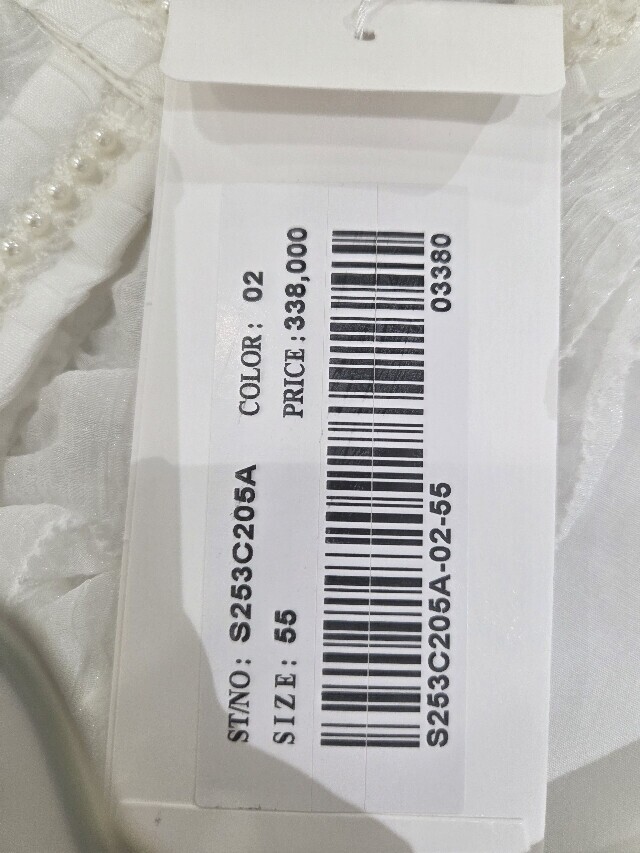 ST/NO: S253C205A COLOR: 02
SIZE: 55 PRICE:338,000
S253C205A-02-55 03380